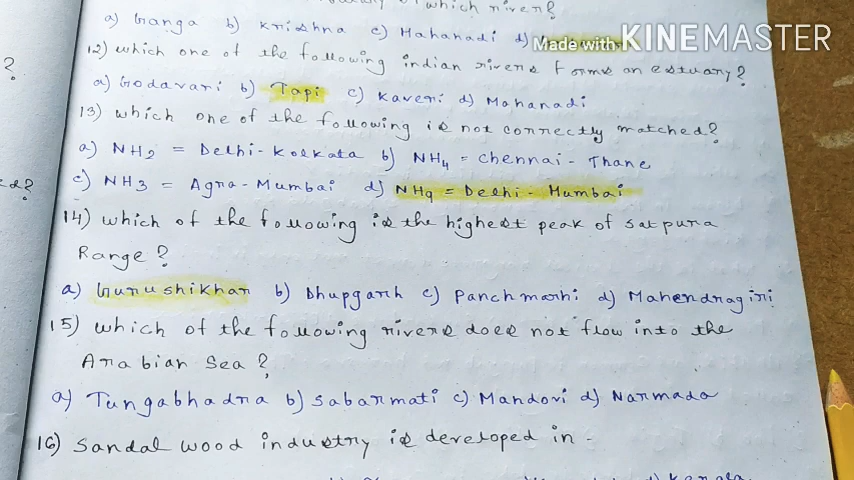 which river?
a) Ganga b) Krishna c) Mahanadi d)
Made with KINEMASTER
12) which one of the following indian rivers forms an estuary?
?
a) Godavari b) Tapi c) Kaveri d) Mahanadi
13) which one of the following is not correctly matched?
a) NH2 = Delhi-Kolkata b) NH4 = Chennai - Thane
c) NH3 = Agra-Mumbai d) NH9 = Delhi - Mumbai
14) which of the following is the highest peak of satpura
Range?
a) Gurushikhar b) Dhupgarh c) Panchmarhi d) Mahendragiri
15) which of the following rivers does not flow into the
Arabian Sea?
a) Tungabhadra b) Sabarmati c) Mandovi d) Narmada
16) Sandal wood industry is developed in -